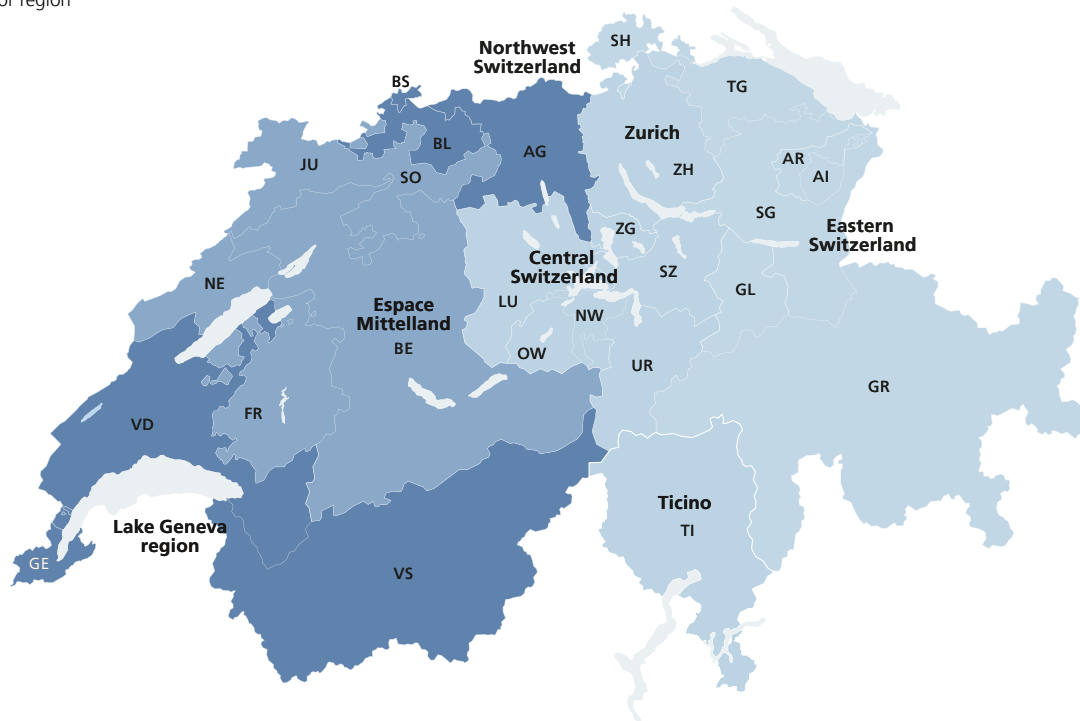 or region
Northwest
Switzerland
SH
BS
TG
Zurich
BL
AG
JU
SO
ZH
AR
AI
SG
ZG
Eastern
Switzerland
Central
Switzerland
SZ
NE
GL
LU
NW
Espace
Mittelland
BE
OW
UR
GR
FR
VD
Ticino
TI
Lake Geneva
region
GE
VS